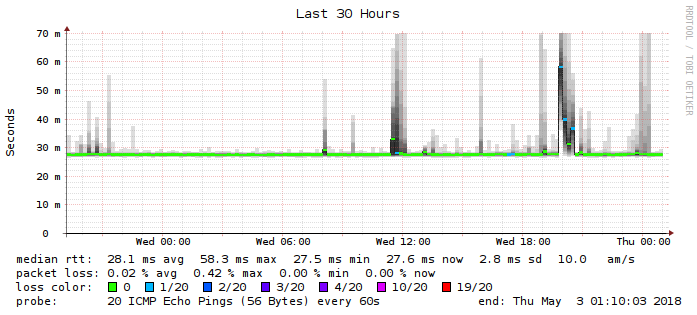 Last 30 Hours
RRDTOOL / TOBI OETIKER
Seconds
70 m
60 m
50 m
40 m
30 m
20 m
10 m
0
Wed 00:00 Wed 06:00 Wed 12:00 Wed 18:00 Thu 00:00
median rtt: 28.1 ms avg 58.3 ms max 27.5 ms min 27.6 ms now 2.8 ms sd 10.0 am/s
packet loss: 0.02 % avg 0.42 % max 0.00 % min 0.00 % now
loss color: 0 1/20 2/20 3/20 4/20 10/20 19/20
probe: 20 ICMP Echo Pings (56 Bytes) every 60s end: Thu May 3 01:10:03 2018